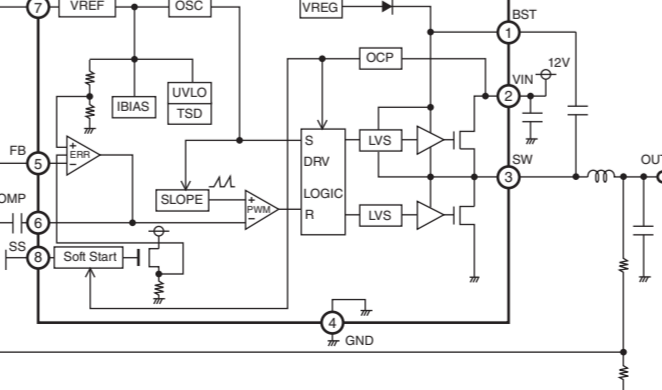 7
VREF
OSC
VREG
BST
1
OCP
VIN
12V
2
UVLO
IBIAS
TSD
FB
5
+
ERR
−
S
LVS
DRV
SW
3
OUT
SLOPE
+
PWM
−
LOGIC
R
LVS
OMP
6
SS
8
Soft Start
4
GND